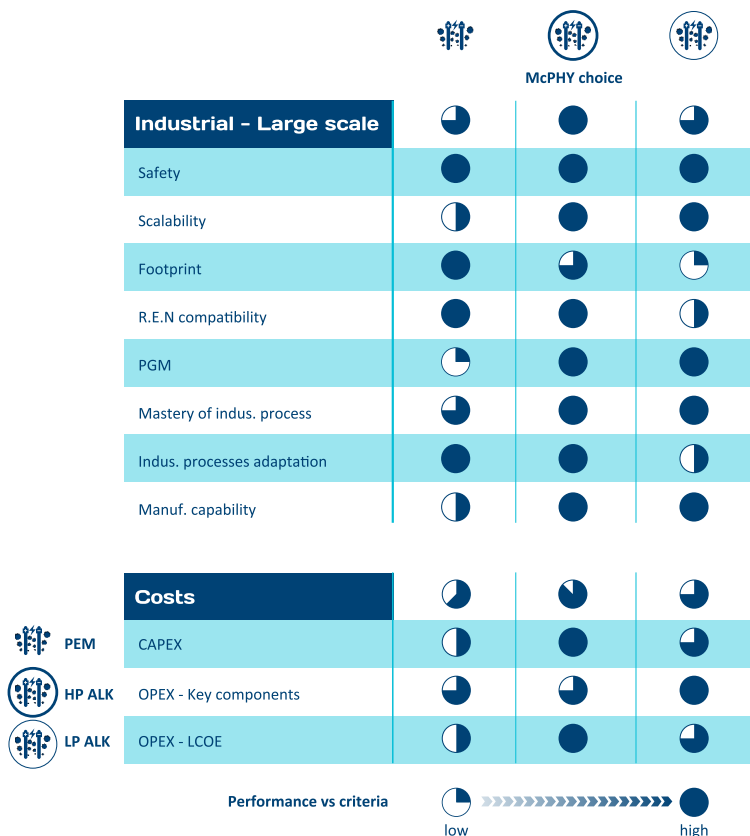 McPHY choice
Industrial - Large scale
Safety
Scalability
Footprint
R.E.N compatibility
PGM
Mastery of indus. process
Indus. processes adaptation
Manuf. capability
Costs
PEM CAPEX
HP ALK OPEX - Key components
LP ALK OPEX - LCOE
Performance vs criteria
low high